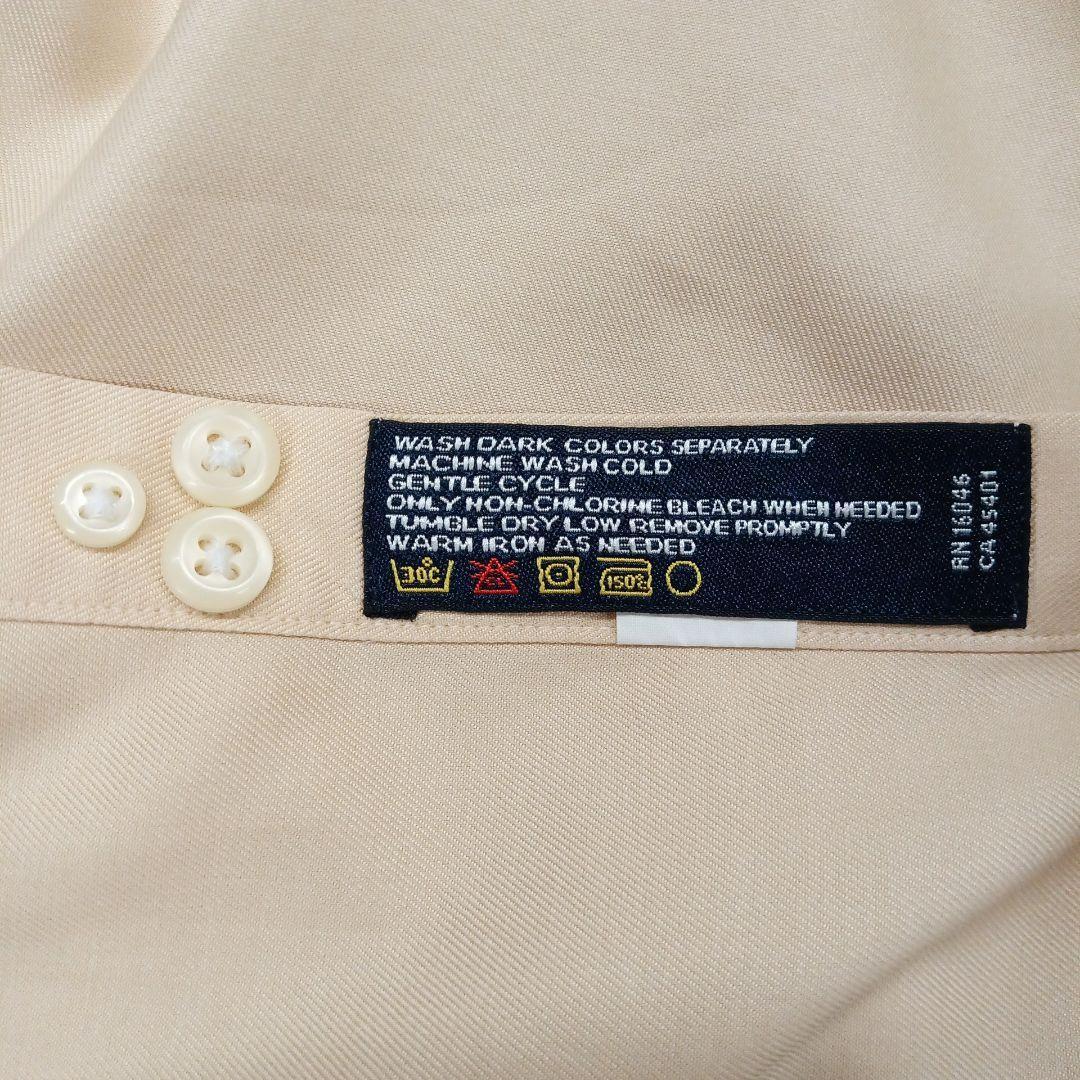 WASH DARK COLORS SEPARATELY
MACHINE WASH COLD
GENTLE CYCLE
ONLY NON-CHLORINE BLEACH WHEN NEEDED
TUMBLE DRY LOW REMOVE PROMPTLY
WARM IRON AS NEEDED
30°C
CL
150°C
RN 16046
CA 45401